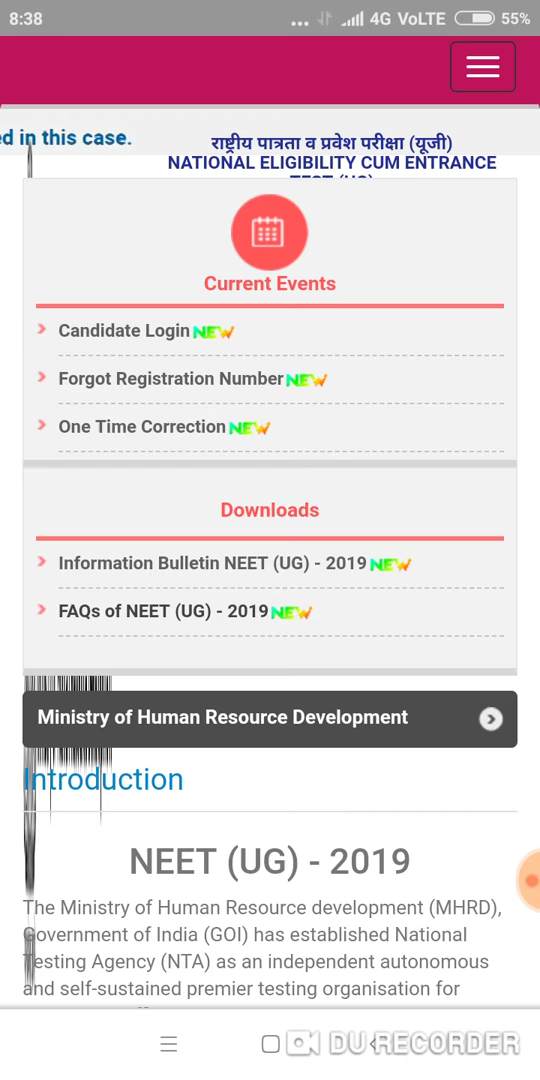 8:38
4G VoLTE 55%
ed in this case.
राष्ट्रीय पात्रता व प्रवेश परीक्षा (यूजी)
NATIONAL ELIGIBILITY CUM ENTRANCE
Current Events
Candidate Login NEW
Forgot Registration Number NEW
One Time Correction NEW
Downloads
Information Bulletin NEET (UG) - 2019 NEW
FAQs of NEET (UG) - 2019 NEW
Ministry of Human Resource Development
Introduction
NEET (UG) - 2019
The Ministry of Human Resource development (MHRD),
Government of India (GOI) has established National
Testing Agency (NTA) as an independent autonomous
and self-sustained premier testing organisation for
DU RECORDER